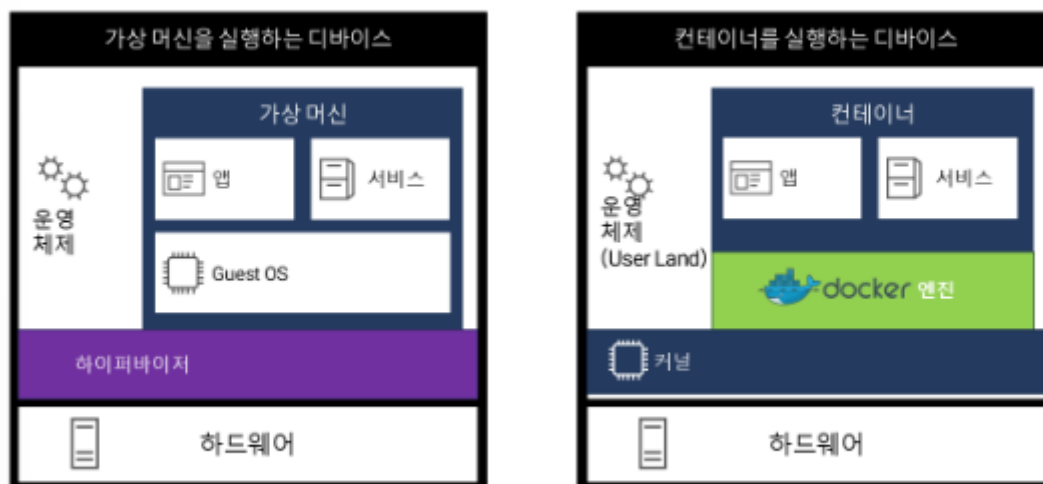 가상 머신을 실행하는 디바이스
가상 머신
앱
서비스
운영
체제
Guest OS
하이퍼바이저
하드웨어
컨테이너를 실행하는 디바이스
컨테이너
앱
서비스
운영
체제
(User Land)
docker 엔진
커널
하드웨어